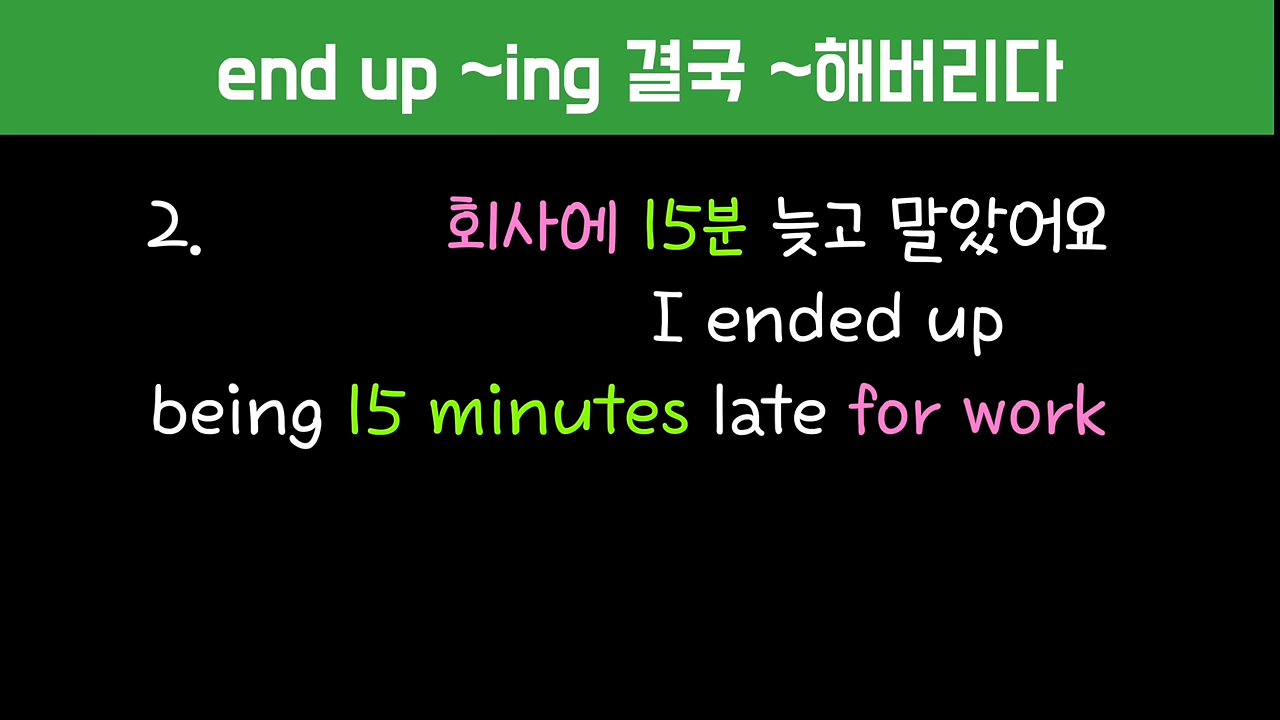 end up ~ing 결국 ~해버리다
2. 회사에 15분 늦고 말았어요
I ended up
being 15 minutes late for work